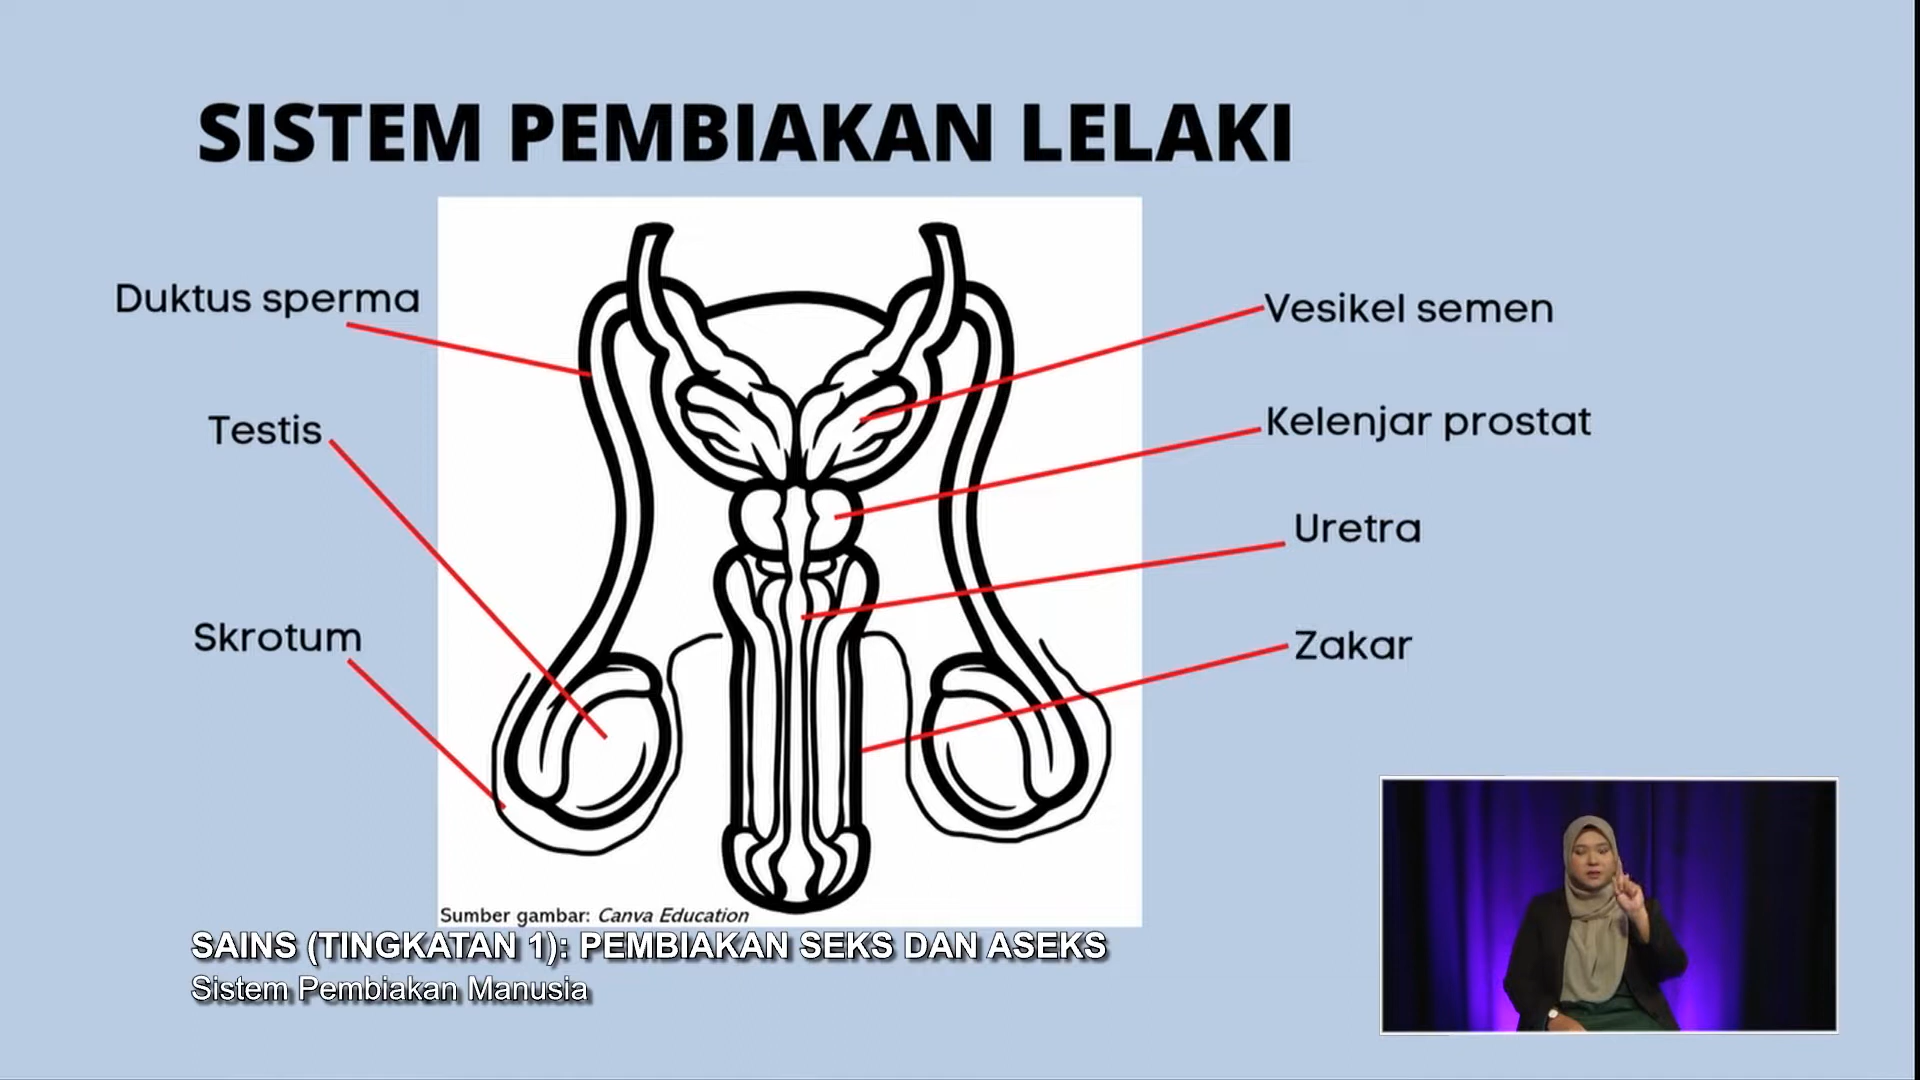 SISTEM PEMBIAKAN LELAKI
Duktus sperma
Testis
Skrotum
Vesikel semen
Kelenjar prostat
Uretra
Zakar
Sumber gambar: Canva Education
SAINS (TINGKATAN 1): PEMBIAKAN SEKS DAN ASEKS
Sistem Pembiakan Manusia